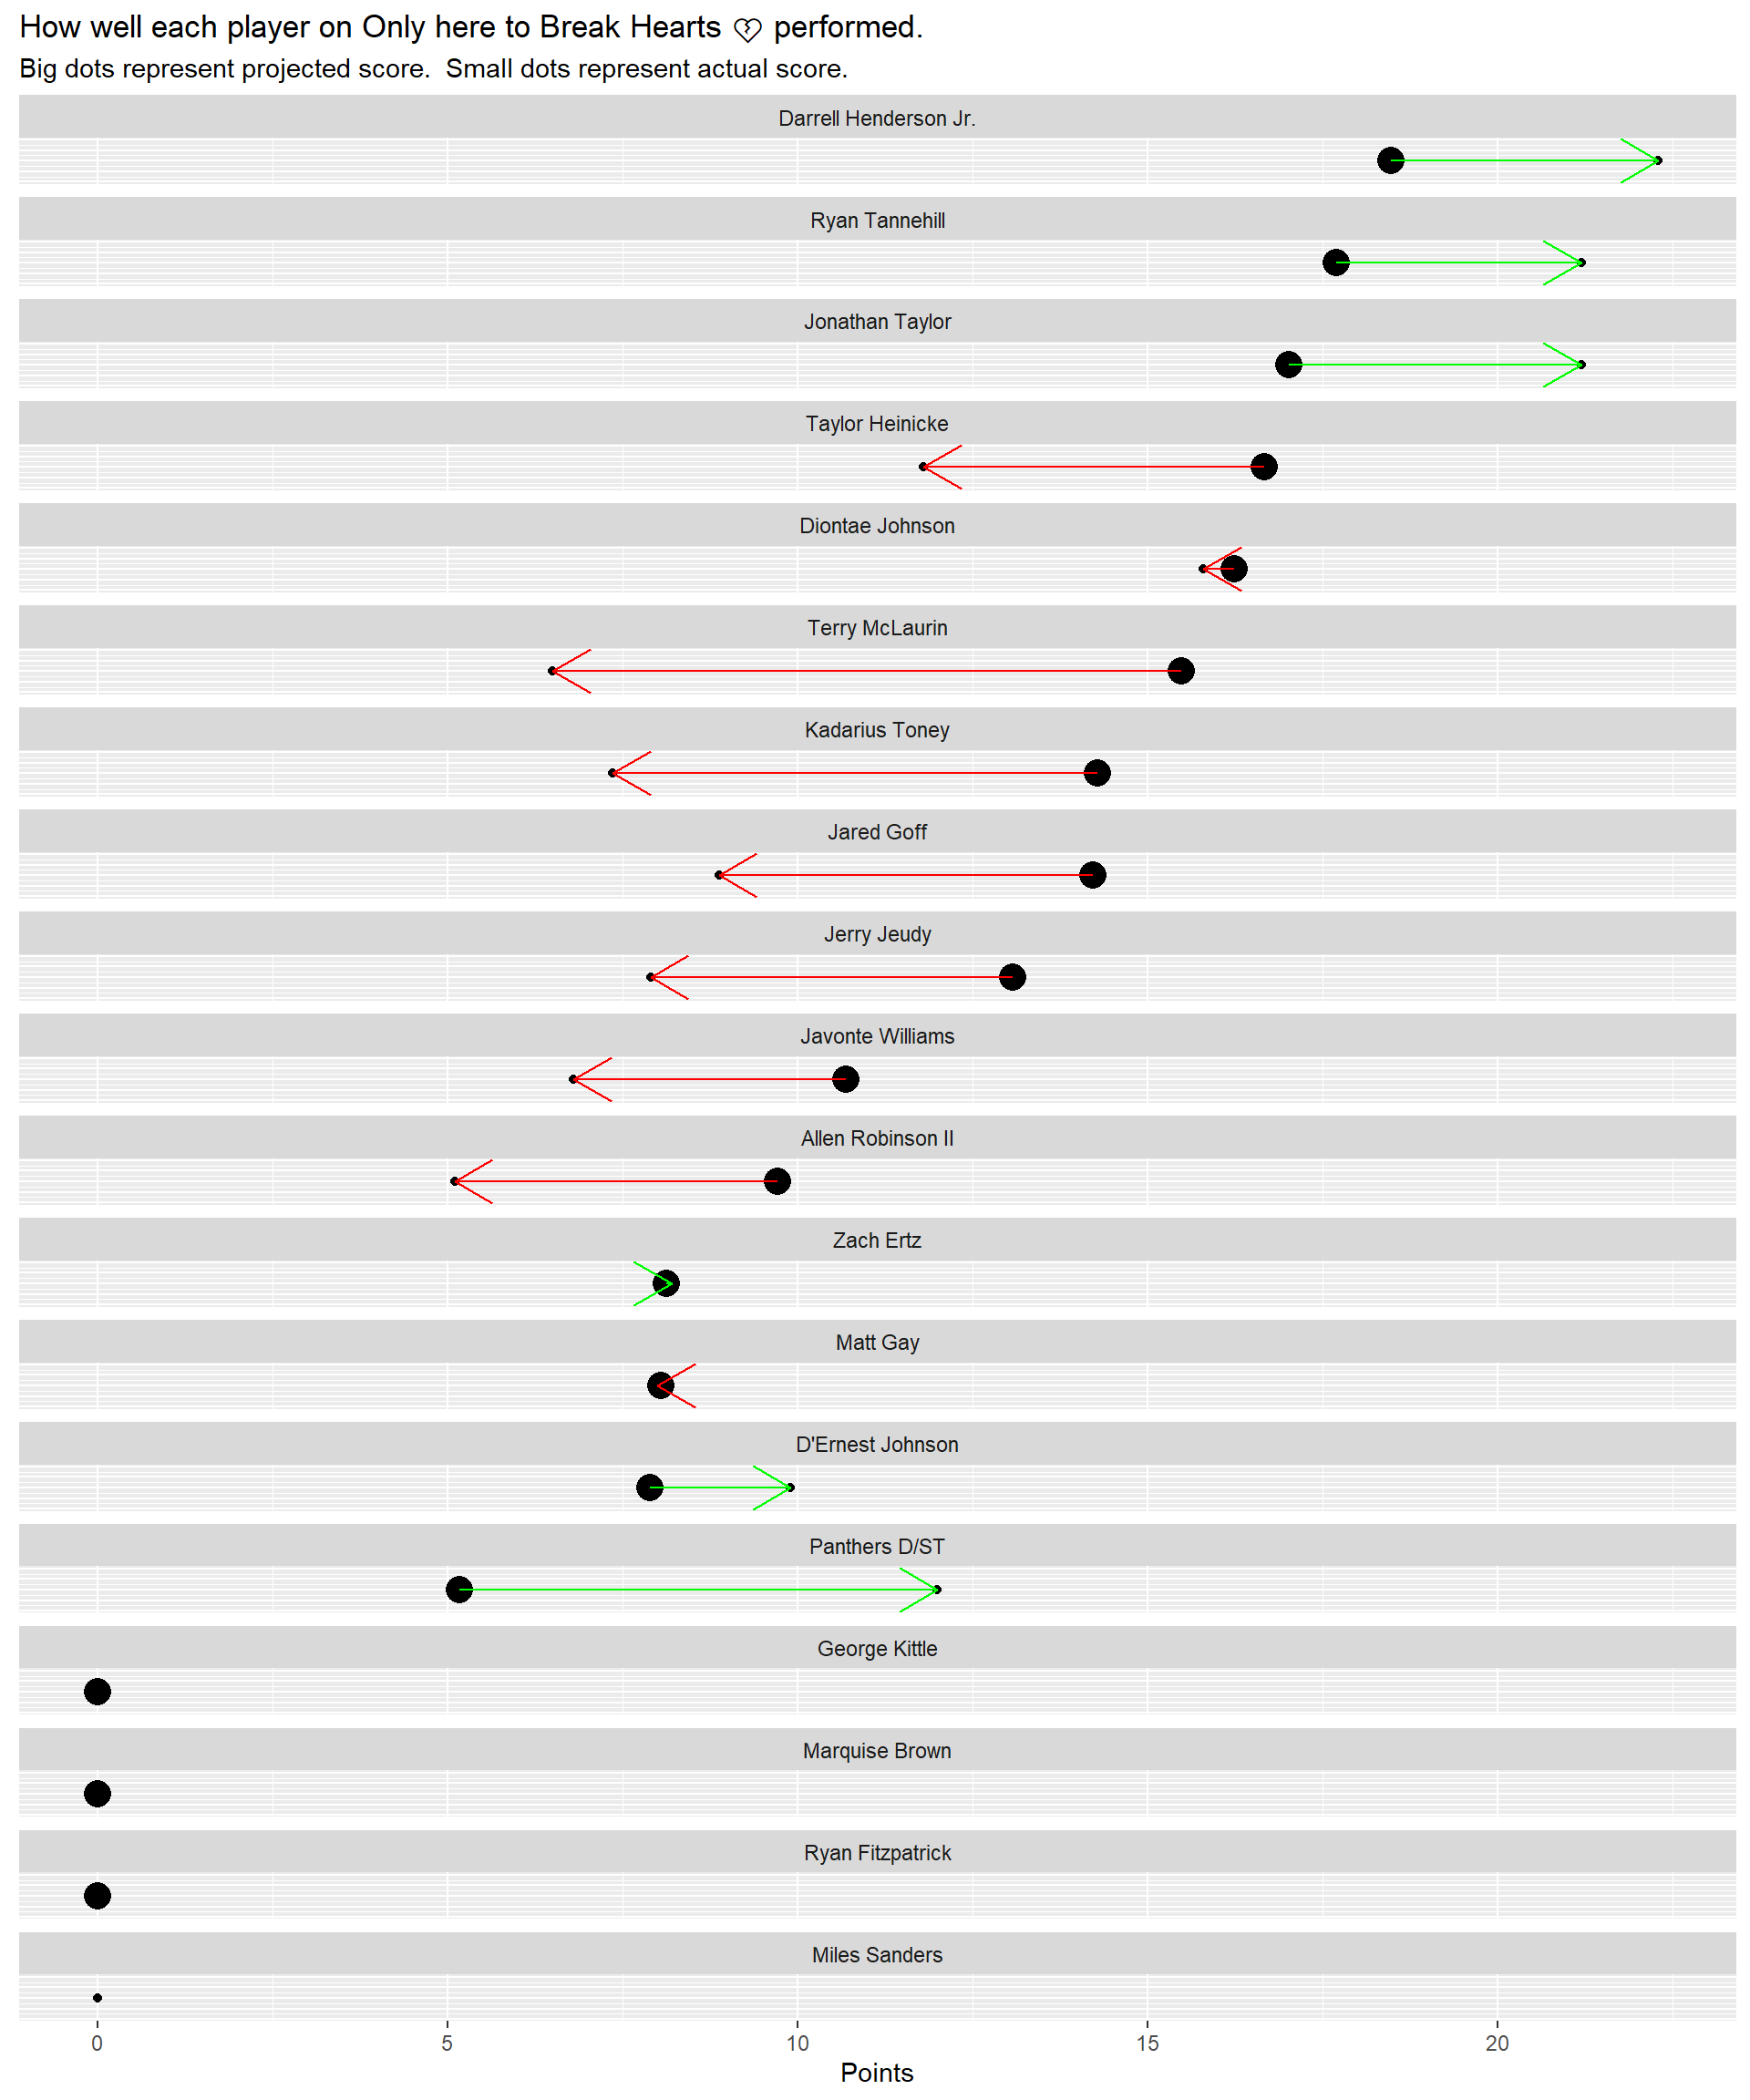 How well each player on Only here to Break Hearts 💔 performed.
Big dots represent projected score.  Small dots represent actual score.
Darrell Henderson Jr.
Ryan Tannehill
Jonathan Taylor
Taylor Heinicke
Diontae Johnson
Terry McLaurin
Kadarius Toney
Jared Goff
Jerry Jeudy
Javonte Williams
Allen Robinson II
Zach Ertz
Matt Gay
D'Ernest Johnson
Panthers D/ST
George Kittle
Marquise Brown
Ryan Fitzpatrick
Miles Sanders
0 5 10 15 20
Points